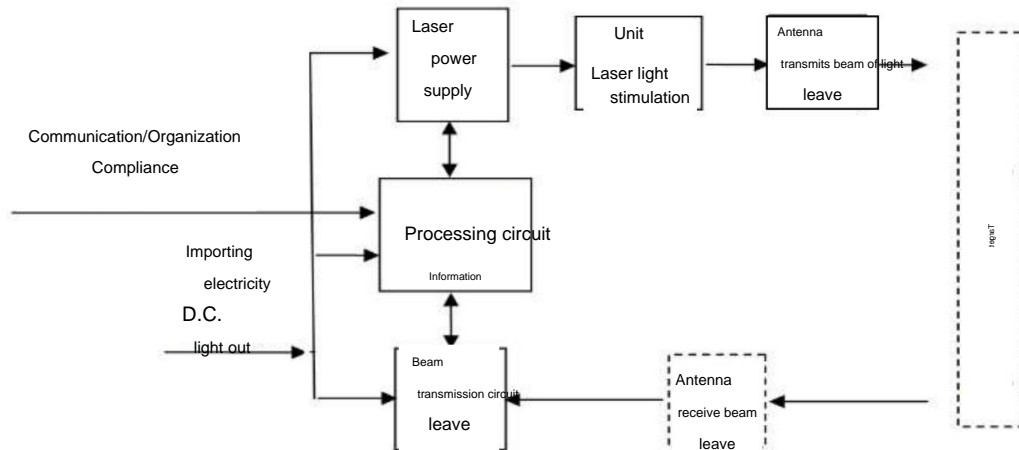 Laser
power
supply
Unit
Laser light
stimulation
Antenna
transmits beam of light
leave
Communication/Organization
Compliance
Processing circuit
Information
Importing
electricity
D.C.
light out
Beam
transmission circuit
leave
Antenna
receive beam
leave
Target